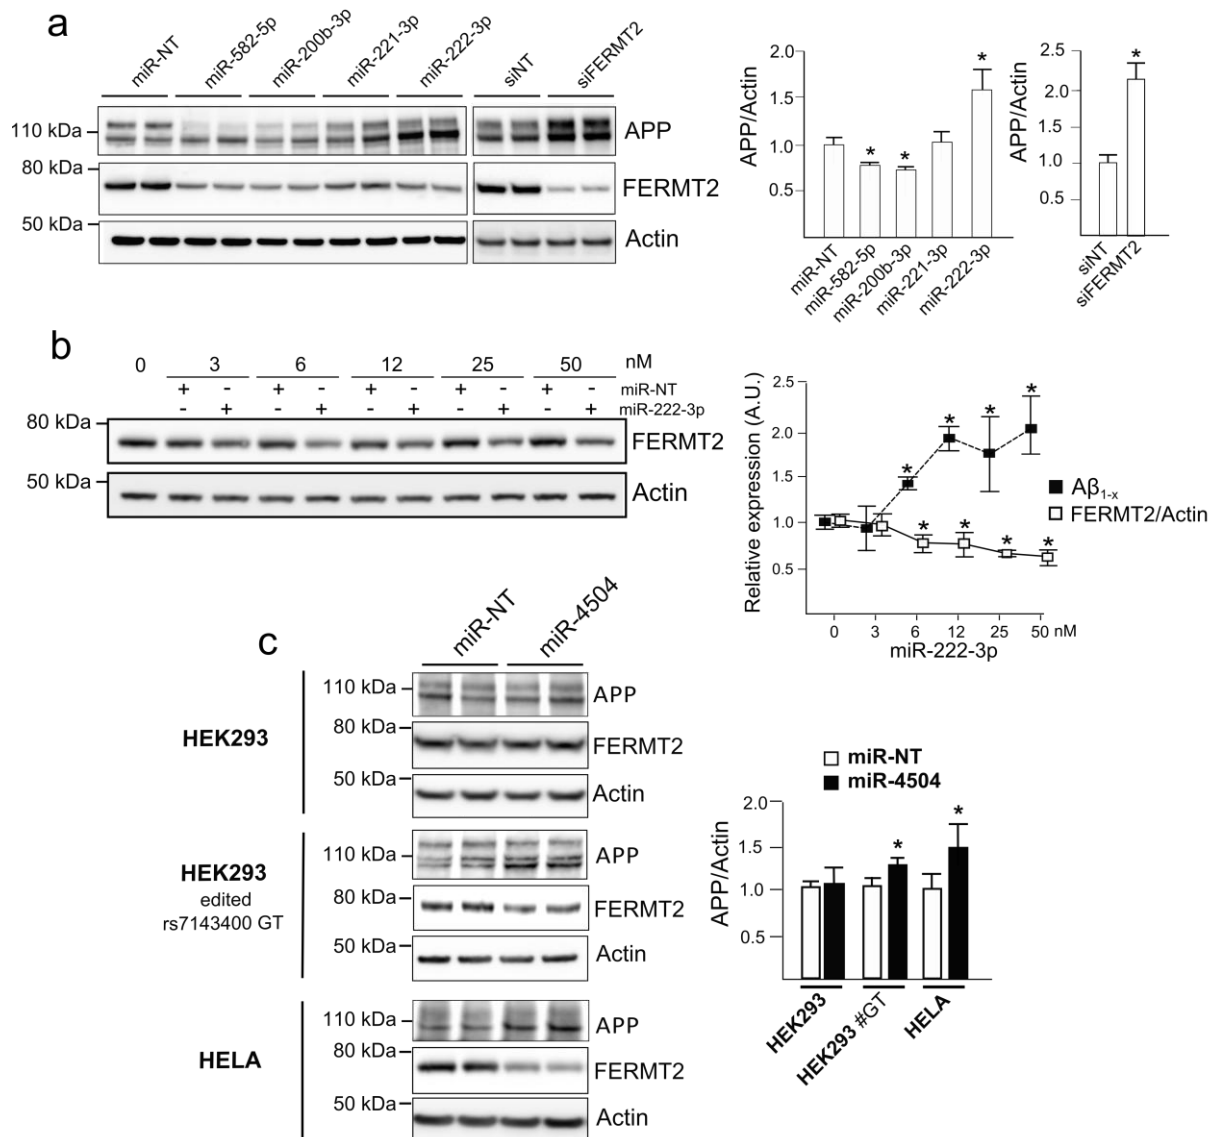 a
miR-NT
miR-582-5p
miR-200b-3p
miR-221-3p
miR-222-3p
siNT
siFERMT2
110 kDa
APP
80 kDa
FERMT2
50 kDa
Actin
APP/Actin
2.0
1.5
1.0
0.5
* * *
miR-NT
miR-582-5p
miR-200b-3p
miR-221-3p
miR-222-3p
APP/Actin
2.5
2.0
1.5
1.0
0.5
*
siNT
siFERMT2
b
0 3 6 12 25 50 nM
+ - + - + - + - + - miR-NT
- + - + - + - + - + miR-222-3p
80 kDa
FERMT2
50 kDa
Actin
Relative expression (A.U.)
2.5
2.0
1.5
1.0
0.5
* * * *
* * * *
0 3 6 12 25 50 nM
miR-222-3p
Aβ1-x
FERMT2/Actin
c
miR-NT
miR-4504
HEK293
110 kDa
APP
80 kDa
FERMT2
50 kDa
Actin
HEK293
edited
rs7143400 GT
110 kDa
APP
80 kDa
FERMT2
50 kDa
Actin
HELA
110 kDa
APP
80 kDa
FERMT2
50 kDa
Actin
miR-NT
miR-4504
APP/Actin
2.0
1.5
1.0
0.5
* *
HEK293
HEK293 #GT
HELA